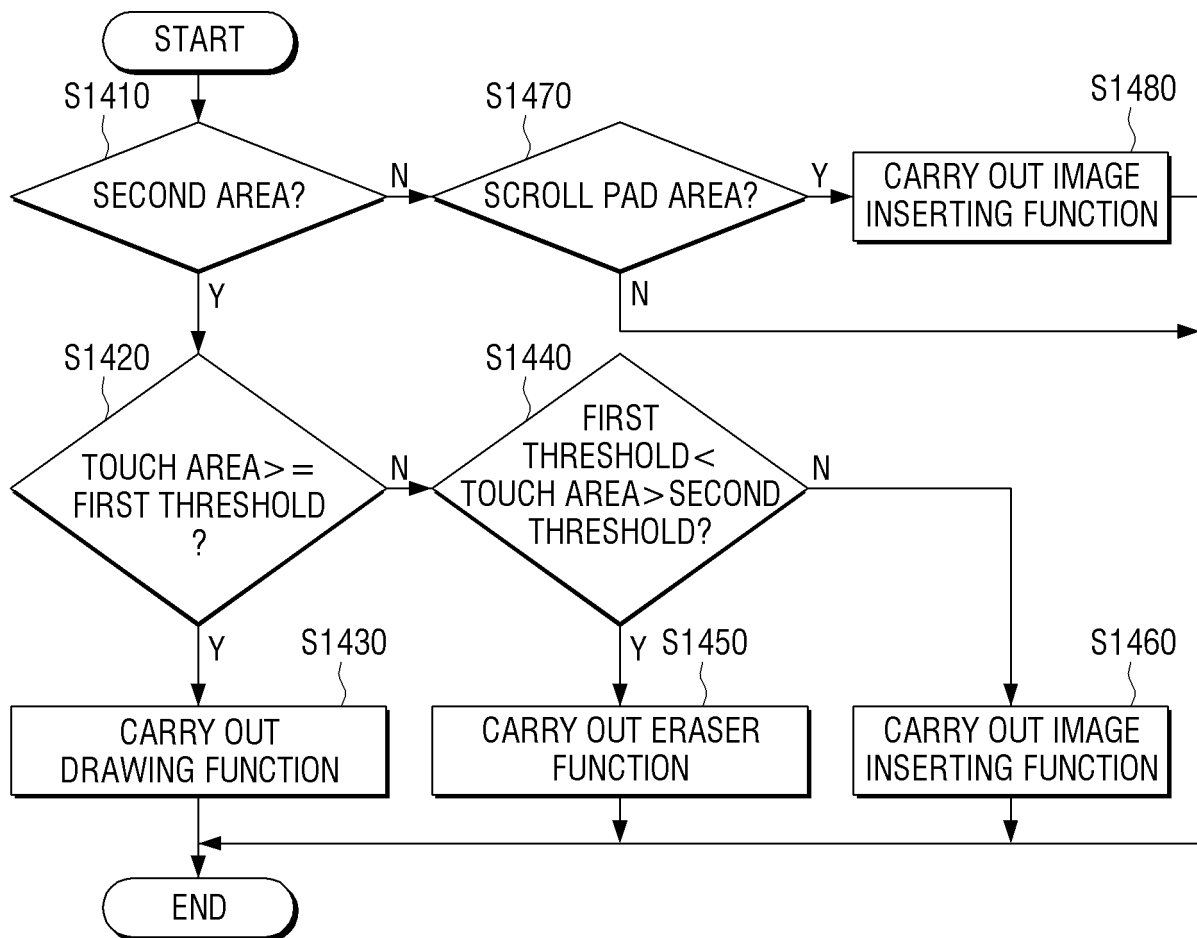 START
S1410
S1470
S1480
SECOND AREA?
N
SCROLL PAD AREA?
Y
CARRY OUT IMAGE
INSERTING FUNCTION
Y
N
S1420
S1440
TOUCH AREA>=
FIRST THRESHOLD
?
N
FIRST
THRESHOLD<
TOUCH AREA>SECOND
THRESHOLD?
N
Y
S1430
Y
S1450
S1460
CARRY OUT
DRAWING FUNCTION
CARRY OUT ERASER
FUNCTION
CARRY OUT IMAGE
INSERTING FUNCTION
END